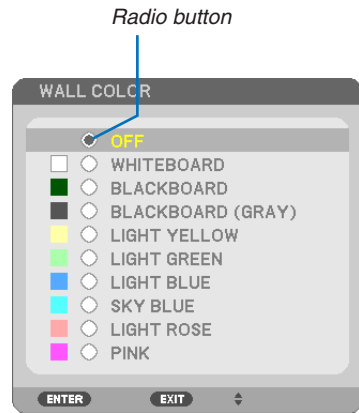 Radio button
WALL COLOR
OFF
WHITEBOARD
BLACKBOARD
BLACKBOARD (GRAY)
LIGHT YELLOW
LIGHT GREEN
LIGHT BLUE
SKY BLUE
LIGHT ROSE
PINK
ENTER EXIT